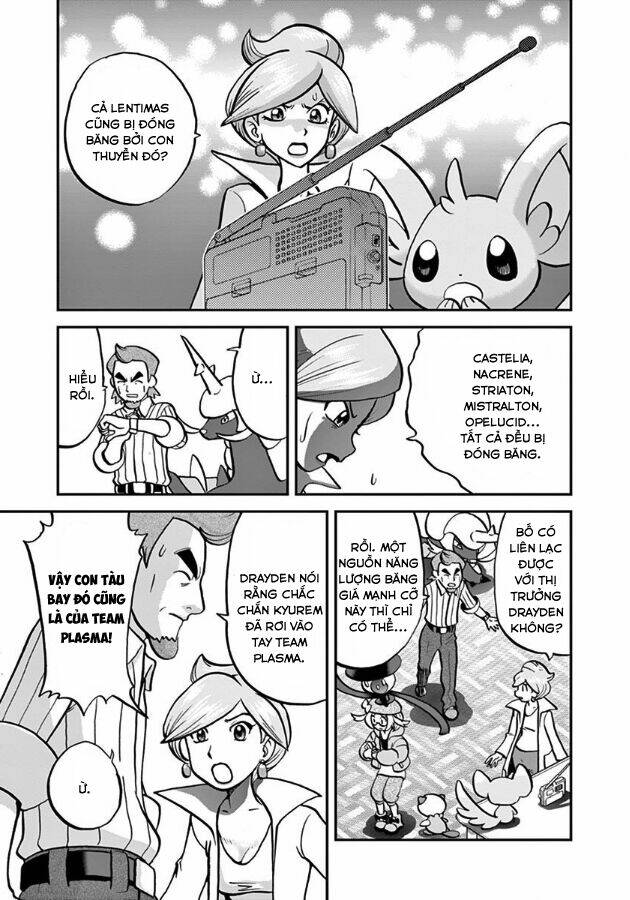 CẢ LENTIMAS
CŨNG BỊ ĐÓNG
BĂNG BỞI CON
THUYỀN ĐÓ?
CASTELIA,
NACRENE,
STRIATON,
MISTRALTON,
OPELUCID...
TẤT CẢ ĐỀU BỊ
ĐÓNG BĂNG.
Ừ...
HIỂU
RỒI.
BỐ CÓ
LIÊN LẠC
ĐƯỢC VỚI
THỊ
TRƯỞNG
DRAYDEN
KHÔNG?
RỒI. MỘT
NGUỒN NĂNG
LƯỢNG BĂNG
GIÁ MẠNH CỠ
NÀY THÌ CHỈ
CÓ THỂ...
DRAYDEN NÓI
RẰNG CHẮC
CHẮN KYUREM
ĐÃ RƠI VÀO
TAY TEAM
PLASMA.
VẬY CON TÀU
BAY ĐÓ CŨNG
LÀ CỦA TEAM
PLASMA!
Ừ.